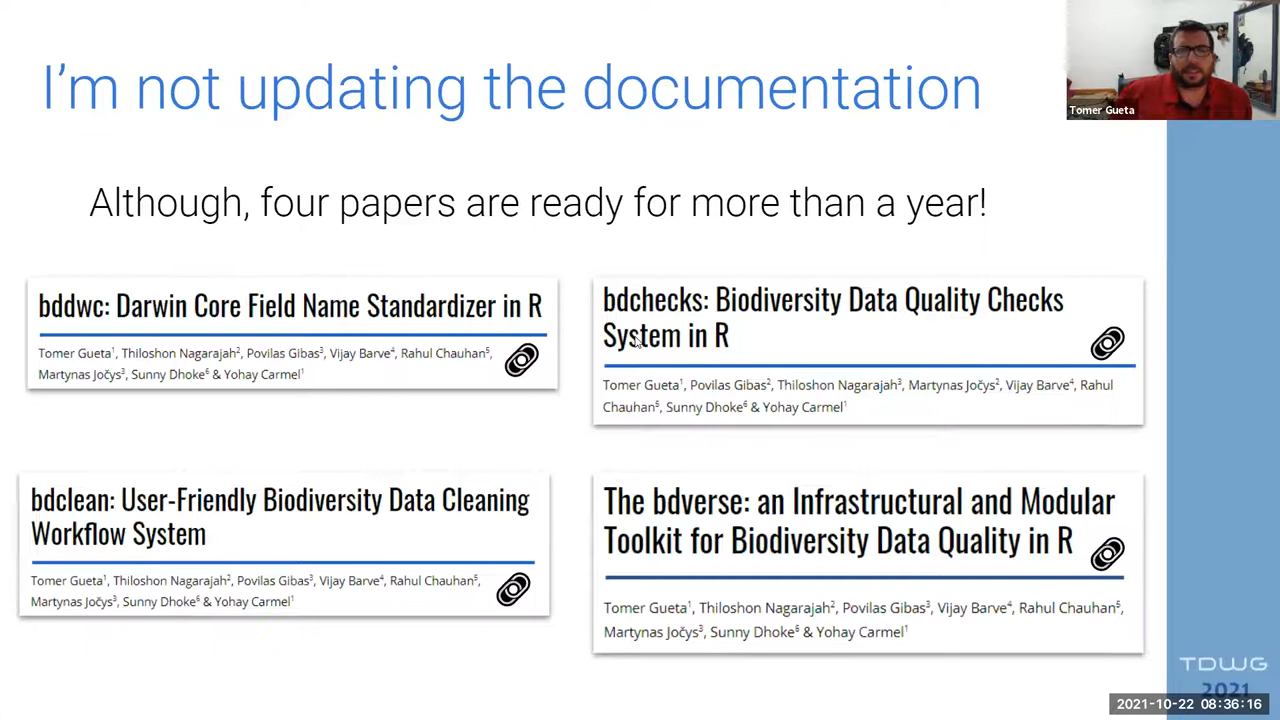 I'm not updating the documentation
Tomer Gueta
Although, four papers are ready for more than a year!
bddwc: Darwin Core Field Name Standardizer in R
Tomer Gueta¹, Thiloshon Nagarajah², Povilas Gibas³, Vijay Barve⁴, Rahul Chauhan⁵,
Martynas Jočys³, Sunny Dhoke⁶ & Yohay Carmel¹
bdchecks: Biodiversity Data Quality Checks
System in R
Tomer Gueta¹, Povilas Gibas², Thiloshon Nagarajah³, Martynas Jočys², Vijay Barve⁴, Rahul
Chauhan⁵, Sunny Dhoke⁶ & Yohay Carmel¹
bdclean: User-Friendly Biodiversity Data Cleaning
Workflow System
Tomer Gueta¹, Thiloshon Nagarajah², Povilas Gibas³, Vijay Barve⁴, Rahul Chauhan⁵,
Martynas Jočys³, Sunny Dhoke⁶ & Yohay Carmel¹
The bdverse: an Infrastructural and Modular
Toolkit for Biodiversity Data Quality in R
Tomer Gueta¹, Thiloshon Nagarajah², Povilas Gibas³, Vijay Barve⁴, Rahul Chauhan⁵,
Martynas Jočys³, Sunny Dhoke⁶ & Yohay Carmel¹
TDWG
2021
2021-10-22 08:36:16